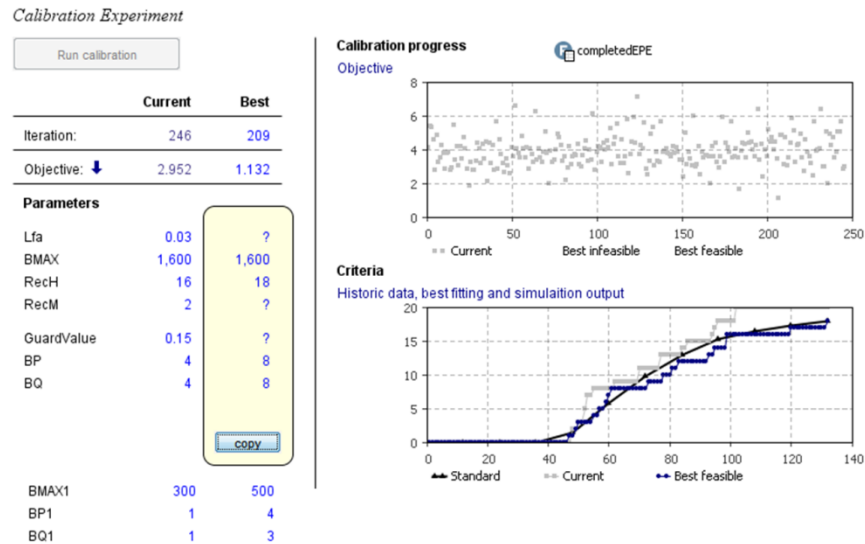 Calibration Experiment
Run calibration
Current Best
Iteration: 246 209
Objective: 2.952 1.132
Parameters
Lfa 0.03 ?
BMAX 1,600 1,600
RecH 16 18
RecM 2 ?
GuardValue 0.15 ?
BP 4 8
BQ 4 8
copy
BMAX1 300 500
BP1 1 4
BQ1 1 3
Calibration progress
F completedEPE
Objective
8
6
4
2
0
0 50 100 150 200 250
Current Best infeasible Best feasible
Criteria
Historic data, best fitting and simulaition output
20
15
10
5
0
0 20 40 60 80 100 120 140
Standard Current Best feasible